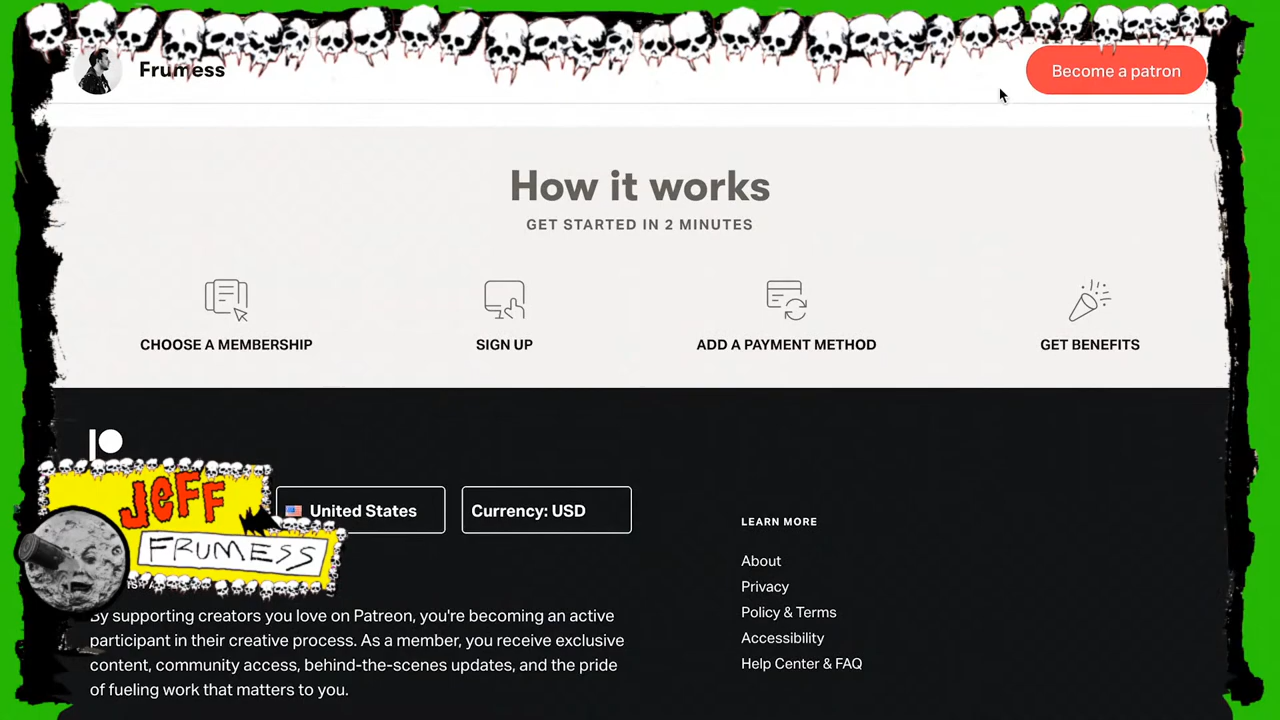 Frumess
Become a patron
How it works
GET STARTED IN 2 MINUTES
CHOOSE A MEMBERSHIP
SIGN UP
ADD A PAYMENT METHOD
GET BENEFITS
JEFF
FRUMESS
United States
Currency: USD
By supporting creators you love on Patreon, you're becoming an active
participant in their creative process. As a member, you receive exclusive
content, community access, behind-the-scenes updates, and the pride
of fueling work that matters to you.
LEARN MORE
About
Privacy
Policy & Terms
Accessibility
Help Center & FAQ